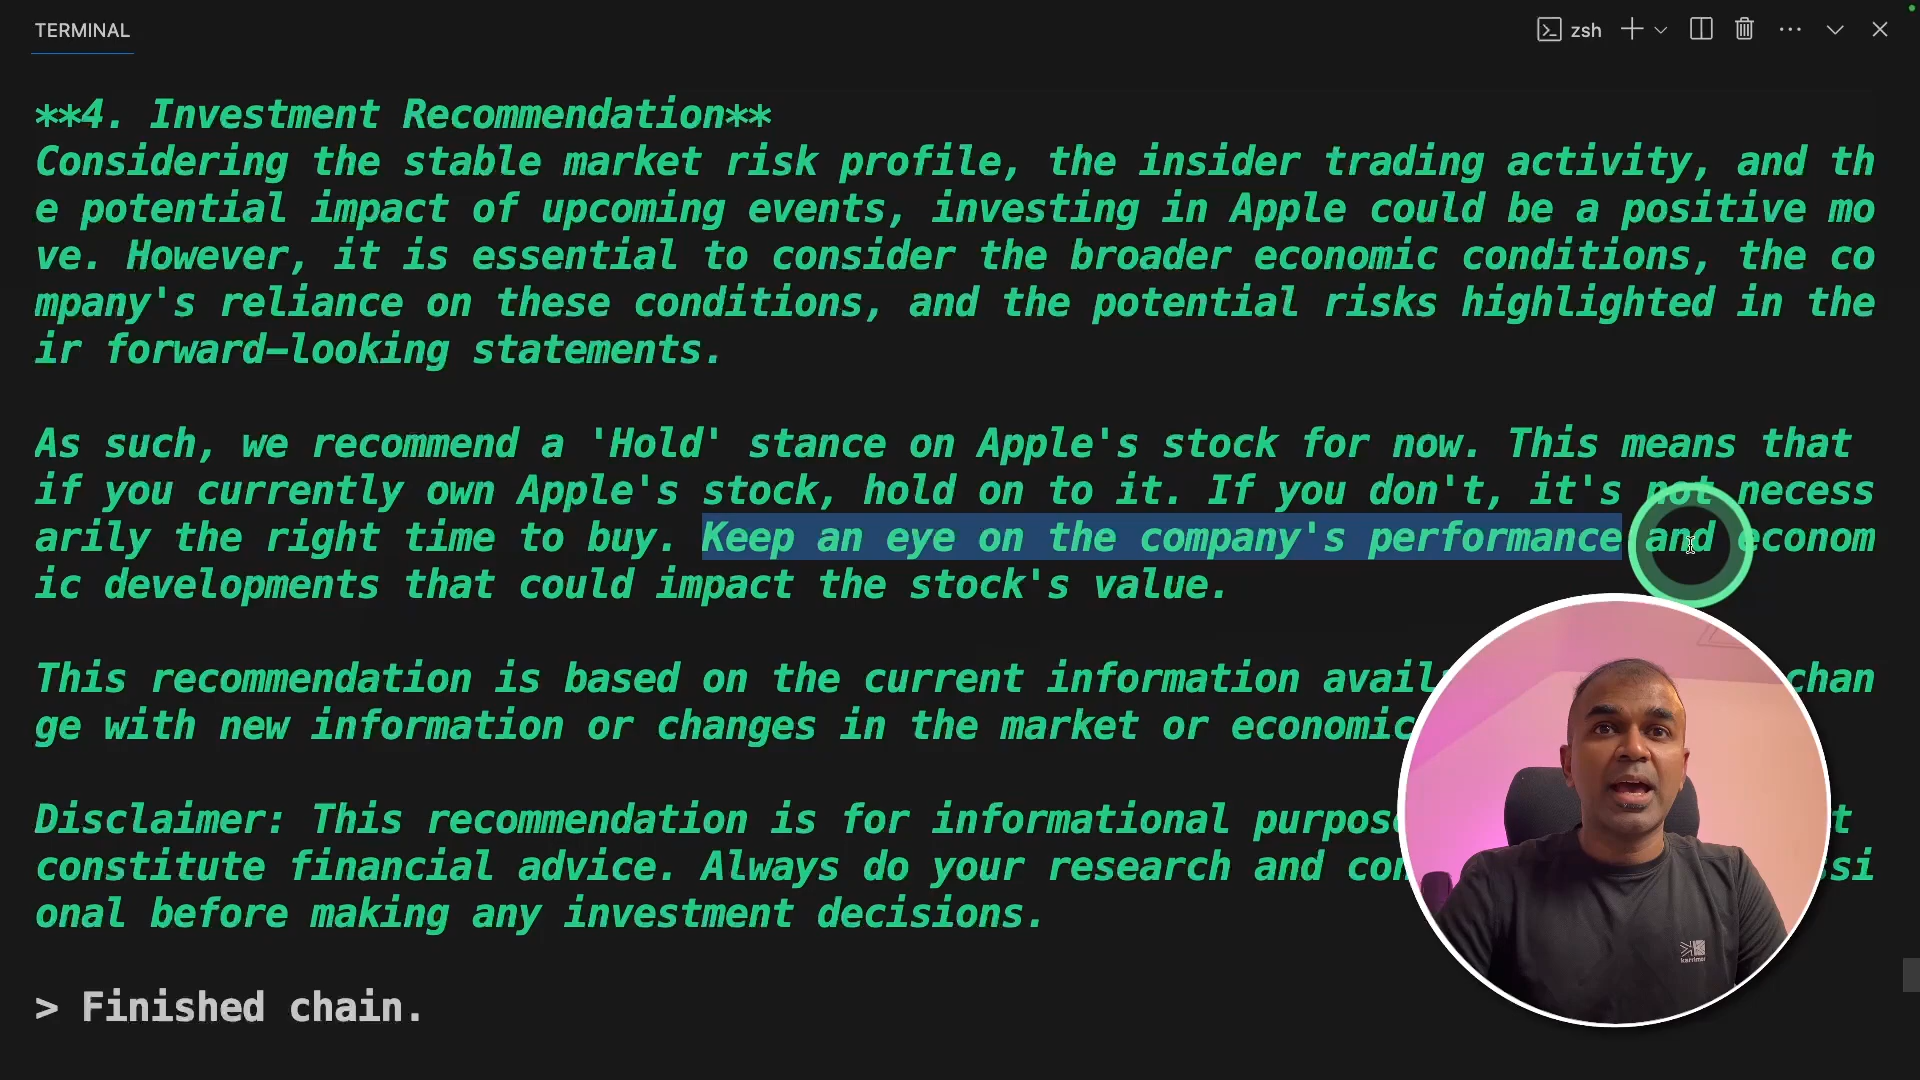 TERMINAL
zsh
**4. Investment Recommendation**
Considering the stable market risk profile, the insider trading activity, and th
e potential impact of upcoming events, investing in Apple could be a positive mo
ve. However, it is essential to consider the broader economic conditions, the co
mpany's reliance on these conditions, and the potential risks highlighted in the
ir forward-looking statements.
As such, we recommend a 'Hold' stance on Apple's stock for now. This means that
if you currently own Apple's stock, hold on to it. If you don't, it's not necess
arily the right time to buy. Keep an eye on the company's performance and econom
ic developments that could impact the stock's value.
This recommendation is based on the current information chan
ge with new information or changes in the market or economic
Disclaimer: This recommendation is for informational
constitute financial advice. Always do your research and
onal before making any investment decisions.
> Finished chain.